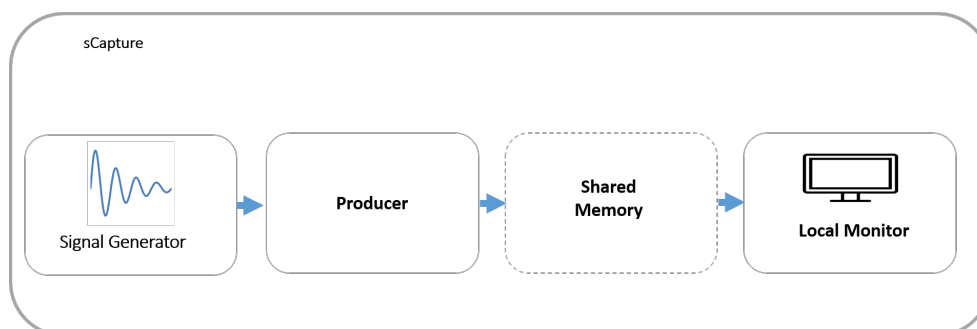 sCapture
Signal Generator
Producer
Shared
Memory
Local Monitor